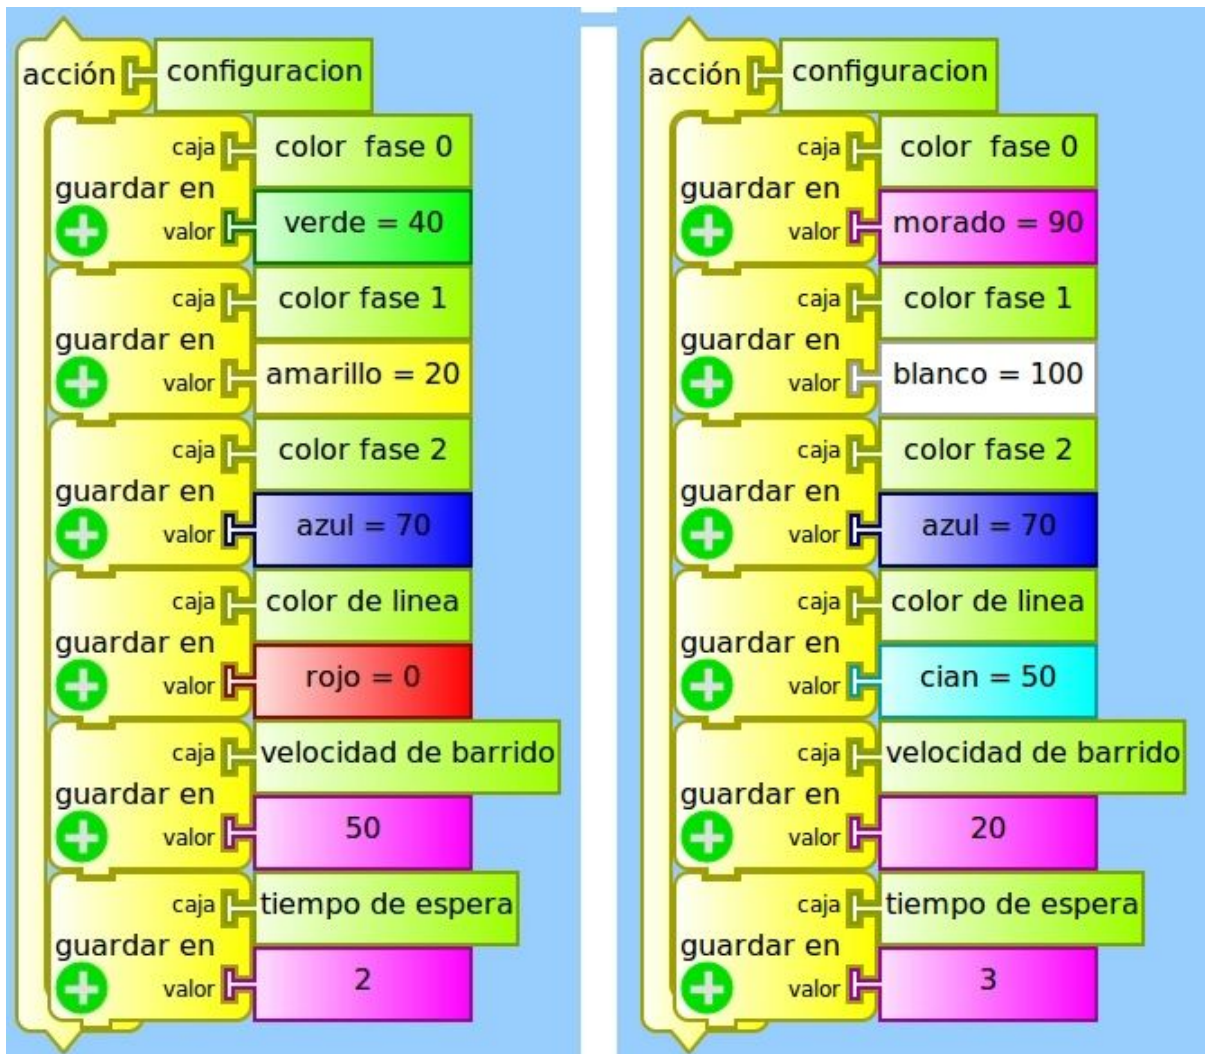 acción configuracion
caja color fase 0
guardar en
valor verde = 40
caja color fase 1
guardar en
valor amarillo = 20
caja color fase 2
guardar en
valor azul = 70
caja color de linea
guardar en
valor rojo = 0
caja velocidad de barrido
guardar en
valor 50
caja tiempo de espera
guardar en
valor 2
acción configuracion
caja color fase 0
guardar en
valor morado = 90
caja color fase 1
guardar en
valor blanco = 100
caja color fase 2
guardar en
valor azul = 70
caja color de linea
guardar en
valor cian = 50
caja velocidad de barrido
guardar en
valor 20
caja tiempo de espera
guardar en
valor 3